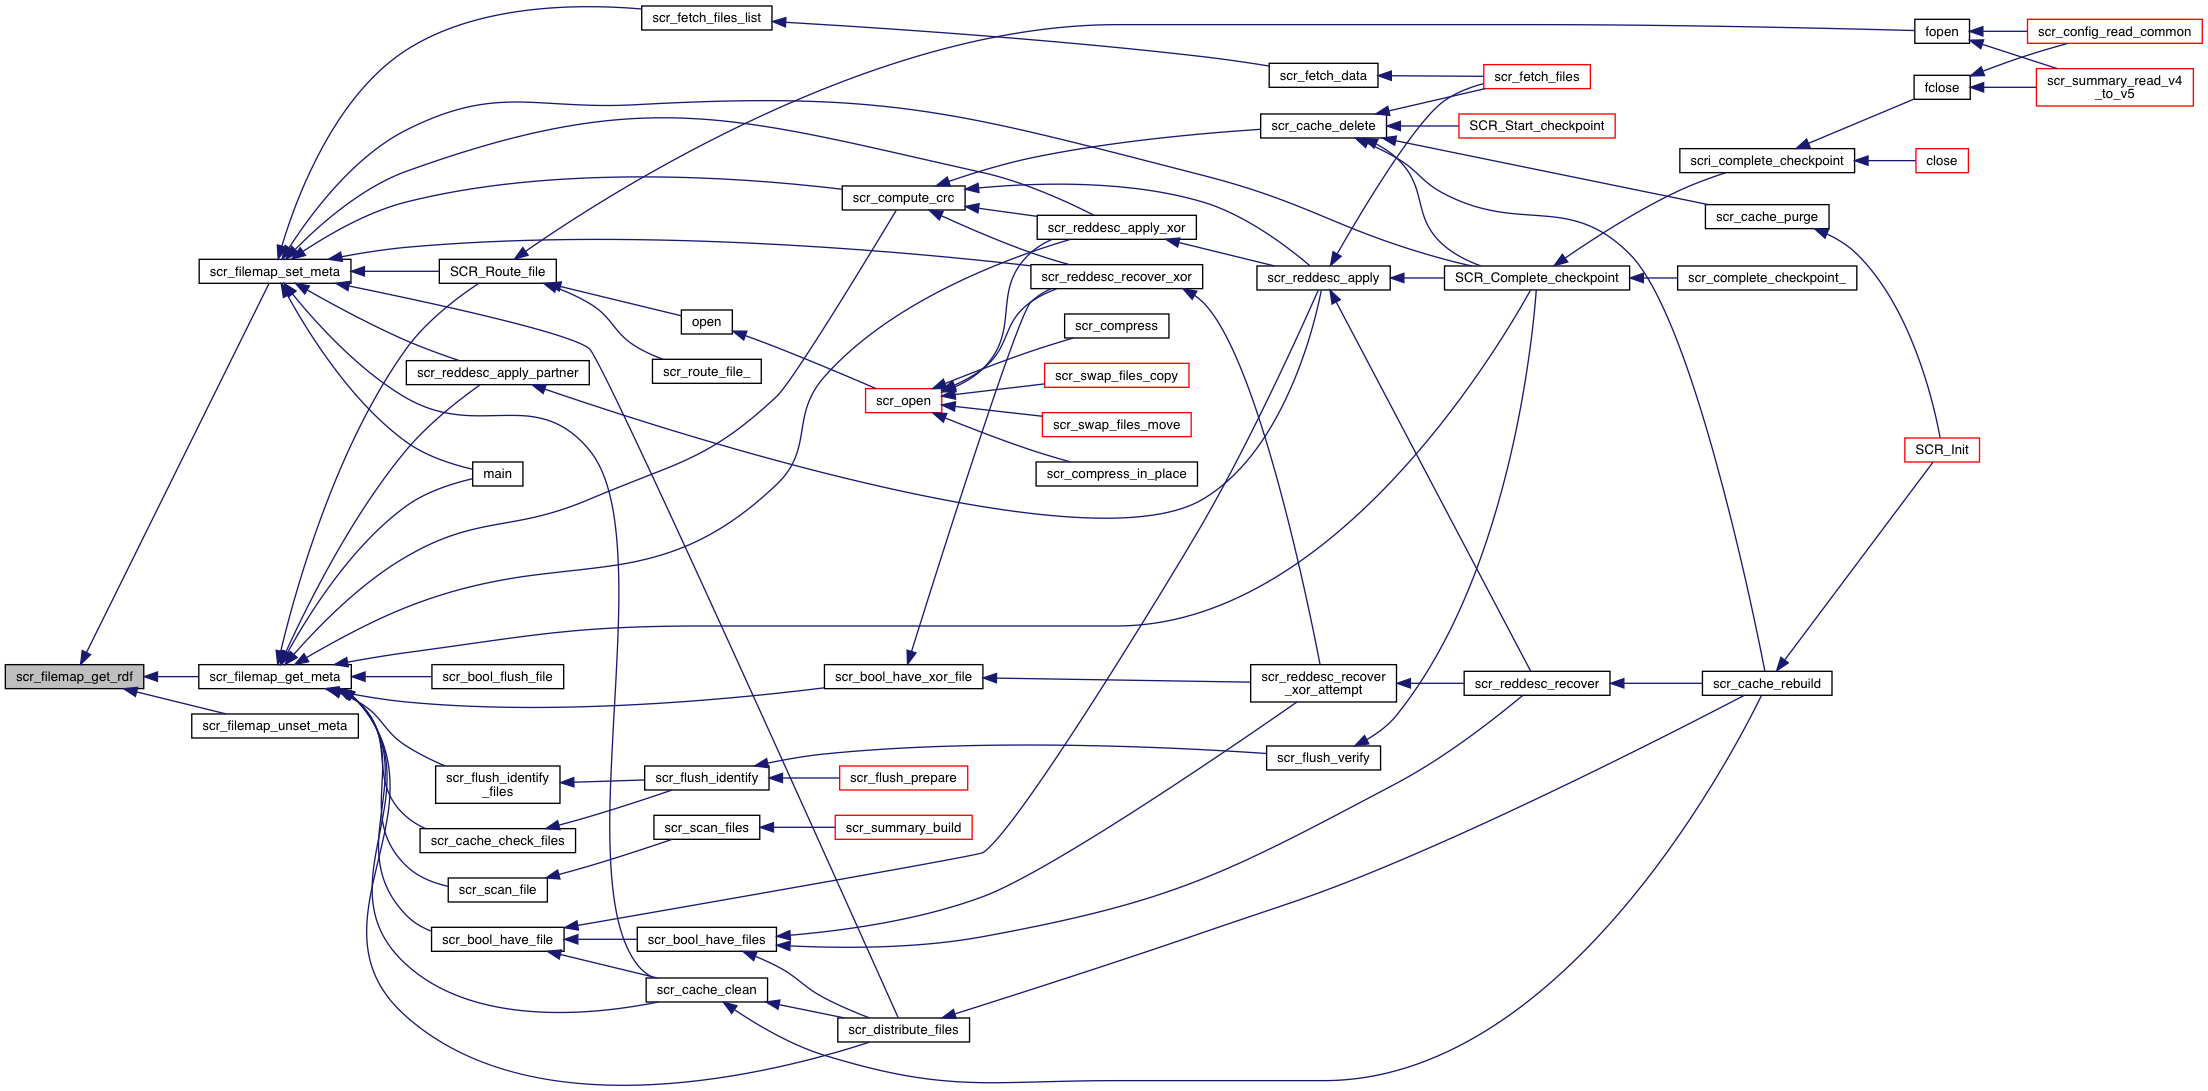 scr_filemap_get_rdf
scr_filemap_set_meta
scr_filemap_get_meta
scr_filemap_unset_meta
SCR_Route_file
scr_reddesc_apply_partner
main
scr_bool_flush_file
scr_flush_identify
_files
scr_cache_check_files
scr_scan_file
scr_bool_have_file
scr_fetch_files_list
open
scr_route_file_
scr_flush_identify
scr_scan_files
scr_bool_have_files
scr_cache_clean
scr_compute_crc
scr_open
scr_bool_have_xor_file
scr_flush_prepare
scr_summary_build
scr_distribute_files
scr_reddesc_apply_xor
scr_reddesc_recover_xor
scr_compress
scr_swap_files_copy
scr_swap_files_move
scr_compress_in_place
scr_fetch_data
scr_cache_delete
scr_reddesc_apply
scr_reddesc_recover
_xor_attempt
scr_flush_verify
scr_fetch_files
SCR_Start_checkpoint
SCR_Complete_checkpoint
scr_reddesc_recover
scri_complete_checkpoint
scr_cache_purge
scr_complete_checkpoint_
scr_cache_rebuild
fopen
fclose
close
SCR_Init
scr_config_read_common
scr_summary_read_v4
_to_v5